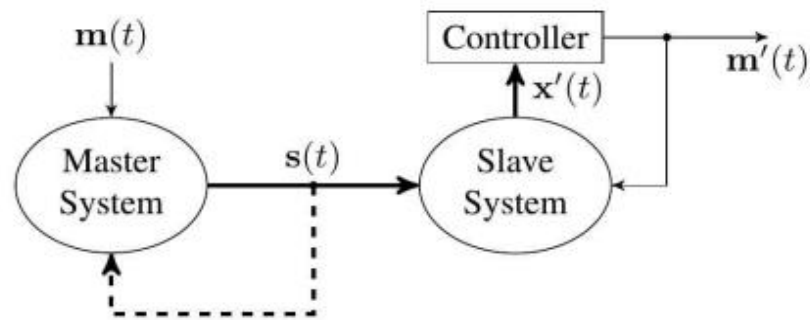 m(t)
Controller
m′(t)
x′(t)
Master
System
s(t)
Slave
System